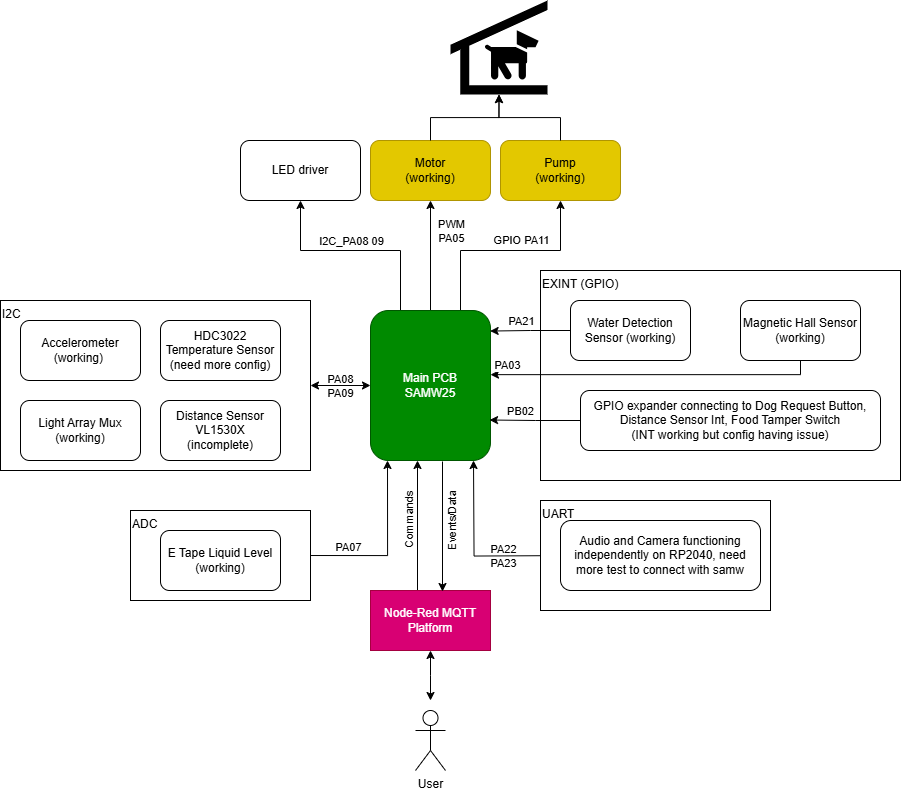 LED driver
Motor
(working)
Pump
(working)
I2C_PA08 09
PWM
PA05
GPIO PA11
EXINT (GPIO)
PA21
Water Detection
Sensor (working)
Magnetic Hall Sensor
(working)
PA03
PB02
GPIO expander connecting to Dog Request Button,
Distance Sensor Int, Food Tamper Switch
(INT working but config having issue)
I2C
Accelerometer
(working)
HDC3022
Temperature Sensor
(need more config)
Light Array Mux
(working)
Distance Sensor
VL1530X
(incomplete)
PA08
PA09
Main PCB
SAMW25
ADC
E Tape Liquid Level
(working)
PA07
Commands
Events/Data
PA22
PA23
UART
Audio and Camera functioning
independently on RP2040, need
more test to connect with samw
Node-Red MQTT
Platform
User